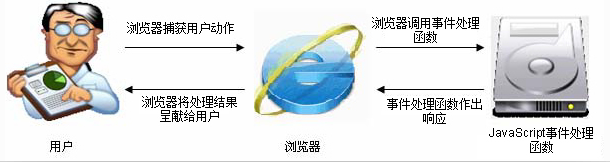 浏览器捕获用户动作
浏览器调用事件处理
函数
浏览器将处理结果
呈献给用户
事件处理函数作出
响应
用户
浏览器
JavaScript事件处理
函数